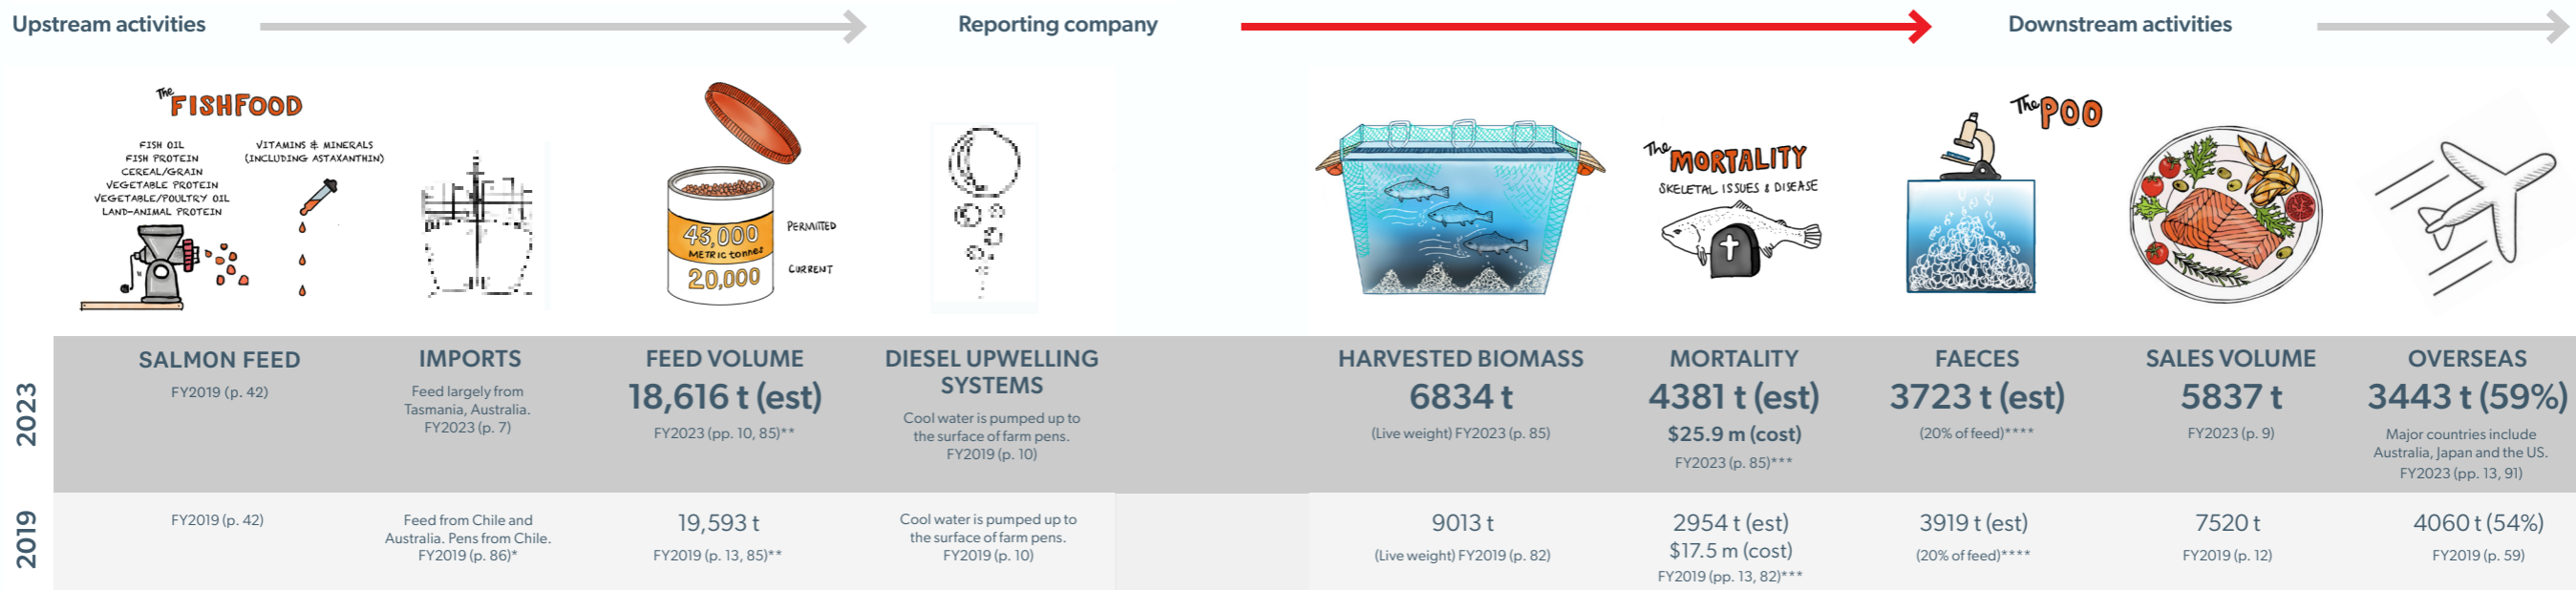 Upstream activities
Reporting company
Downstream activities
The FISHFOOD
FISH OIL
FISH PROTEIN
CEREAL/GRAIN
VEGETABLE PROTEIN
VEGETABLE/POULTRY OIL
LAND-ANIMAL PROTEIN
VITAMINS & MINERALS
(INCLUDING ASTAXANTHIN)
43,000
METRIC tonnes
20,000
PERMITTED
CURRENT
The MORTALITY
SKELETAL ISSUES & DISEASE
The POO
2023
SALMON FEED
FY2019 (p. 42)
IMPORTS
Feed largely from
Tasmania, Australia.
FY2023 (p. 7)
FEED VOLUME
18,616 t (est)
FY2023 (pp. 10, 85)**
DIESEL UPWELLING
SYSTEMS
Cool water is pumped up to
the surface of farm pens.
FY2019 (p. 10)
HARVESTED BIOMASS
6834 t
(Live weight) FY2023 (p. 85)
MORTALITY
4381 t (est)
$25.9 m (cost)
FY2023 (p. 85)***
FAECES
3723 t (est)
(20% of feed)****
SALES VOLUME
5837 t
FY2023 (p. 9)
OVERSEAS
3443 t (59%)
Major countries include
Australia, Japan and the US.
FY2023 (pp. 13, 91)
2019
FY2019 (p. 42)
Feed from Chile and
Australia. Pens from Chile.
FY2019 (p. 86)*
19,593 t
FY2019 (p. 13, 85)**
Cool water is pumped up to
the surface of farm pens.
FY2019 (p. 10)
9013 t
(Live weight) FY2019 (p. 82)
2954 t (est)
$17.5 m (cost)
FY2019 (pp. 13, 82)***
3919 t (est)
(20% of feed)****
7520 t
FY2019 (p. 12)
4060 t (54%)
FY2019 (p. 59)